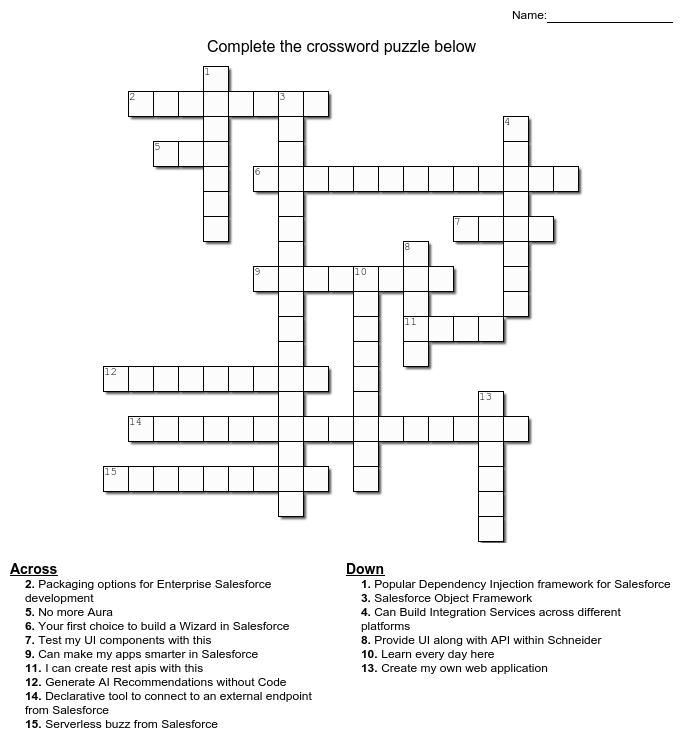 Name:
Complete the crossword puzzle below
1
2
3
4
5
6
7
8
9
10
11
12
13
14
15
Across
2. Packaging options for Enterprise Salesforce
development
5. No more Aura
6. Your first choice to build a Wizard in Salesforce
7. Test my UI components with this
9. Can make my apps smarter in Salesforce
11. I can create rest apis with this
12. Generate AI Recommendations without Code
14. Declarative tool to connect to an external endpoint
from Salesforce
15. Serverless buzz from Salesforce
Down
1. Popular Dependency Injection framework for Salesforce
3. Salesforce Object Framework
4. Can Build Integration Services across different
platforms
8. Provide UI along with API within Schneider
10. Learn every day here
13. Create my own web application